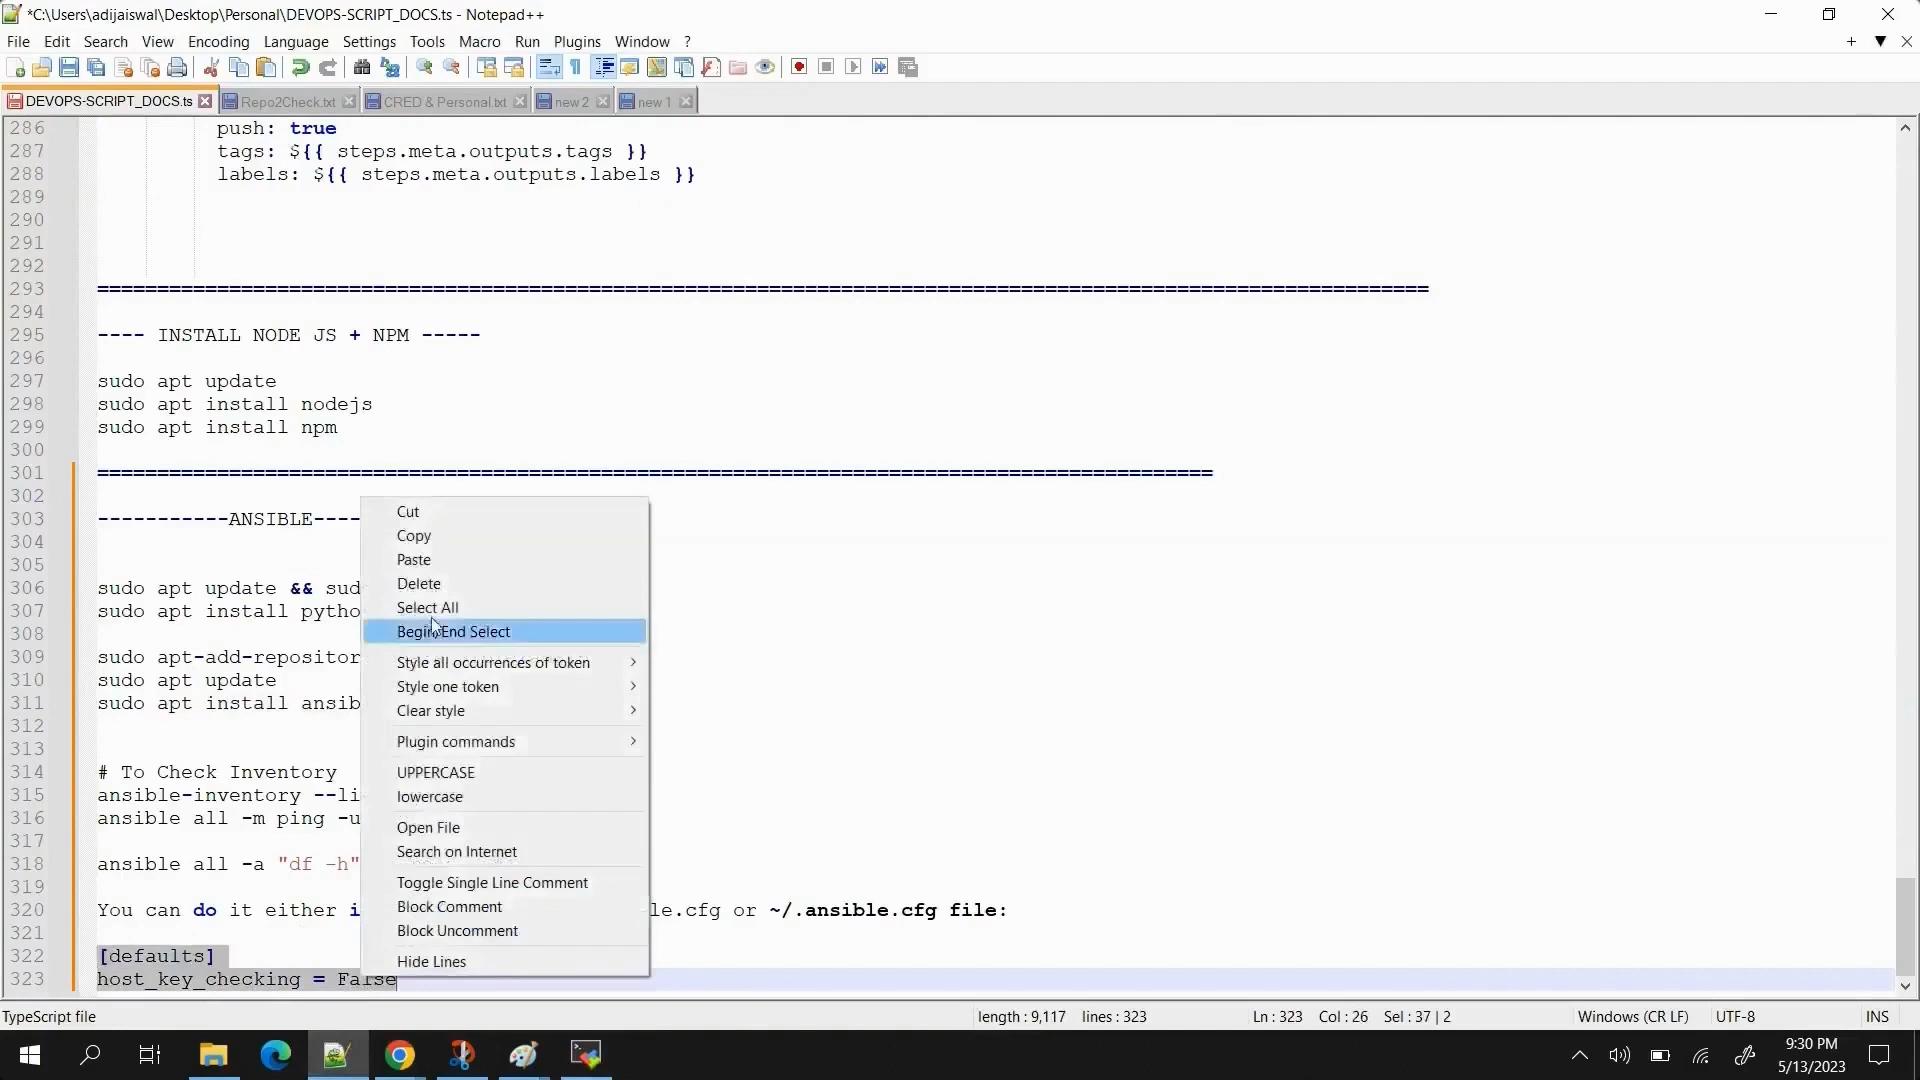 *C:\Users\adijaiswal\Desktop\Personal\DEVOPS-SCRIPT_DOCS.ts - Notepad++
File Edit Search View Encoding Language Settings Tools Macro Run Plugins Window ?
DEVOPS-SCRIPT_DOCS.ts Repo2Check.txt CRED & Personal.txt new 2 new 1
286 push: true
287 tags: ${{ steps.meta.outputs.tags }}
288 labels: ${{ steps.meta.outputs.labels }}
289
290
291
292
293 ===============================================================================================================
294
295 ---- INSTALL NODE JS + NPM -----
296
297 sudo apt update
298 sudo apt install nodejs
299 sudo apt install npm
300
301 =============================================================================================
302
303 -----------ANSIBLE----
304
305
306 sudo apt update && sud
307 sudo apt install pytho
308
309 sudo apt-add-repositor
310 sudo apt update
311 sudo apt install ansib
312
313
314 # To Check Inventory
315 ansible-inventory --li
316 ansible all -m ping -u
317
318 ansible all -a "df -h"
319
320 You can do it either i le.cfg or ~/.ansible.cfg file:
321
322 [defaults]
323 host_key_checking = False
Cut
Copy
Paste
Delete
Select All
Begin/End Select
Style all occurrences of token
Style one token
Clear style
Plugin commands
UPPERCASE
lowercase
Open File
Search on Internet
Toggle Single Line Comment
Block Comment
Block Uncomment
Hide Lines
TypeScript file length : 9,117 lines : 323 Ln : 323 Col : 26 Sel : 37 | 2 Windows (CR LF) UTF-8 INS
9:30 PM
5/13/2023